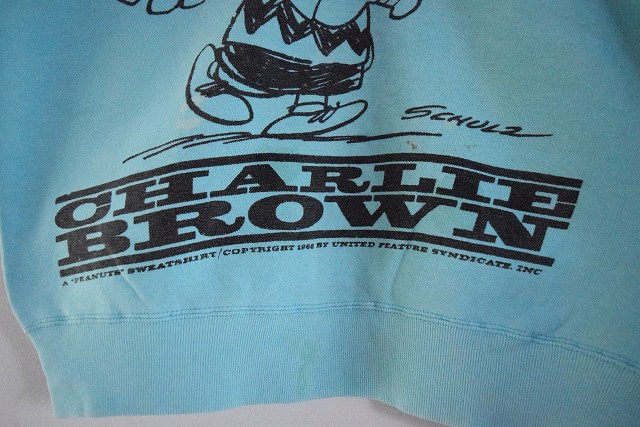 SCHULZ
CHARLIE
BROWN
A "PEANUTS" SWEATSHIRT/COPYRIGHT 1968 BY UNITED FEATURE SYNDICATE, INC